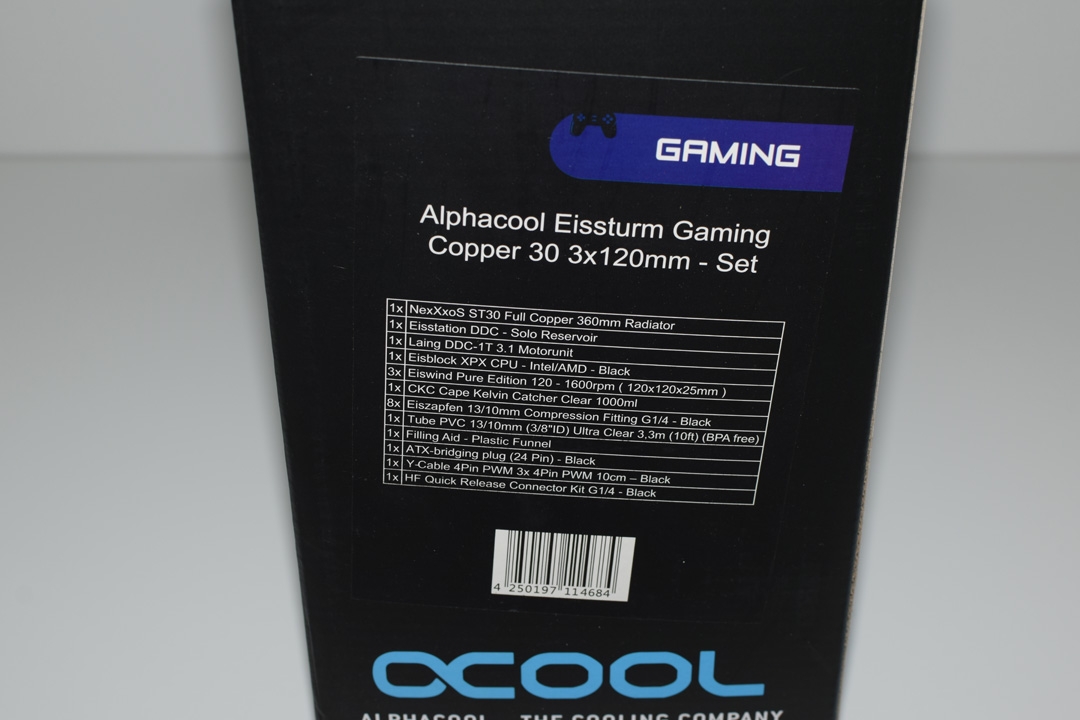 GAMING
Alphacool Eissturm Gaming
Copper 30 3x120mm - Set
1x NexXxoS ST30 Full Copper 360mm Radiator
1x Eisstation DDC - Solo Reservoir
1x Laing DDC-1T 3.1 Motorunit
1x Eisblock XPX CPU - Intel/AMD - Black
3x Eiswind Pure Edition 120 - 1600rpm ( 120x120x25mm )
1x CKC Cape Kelvin Catcher Clear 1000ml
8x Eiszapfen 13/10mm Compression Fitting G1/4 - Black
1x Tube PVC 13/10mm (3/8"ID) Ultra Clear 3,3m (10ft) (BPA free)
1x Filling Aid - Plastic Funnel
1x ATX-bridging plug (24 Pin) - Black
1x Y-Cable 4Pin PWM 3x 4Pin PWM 10cm – Black
1x HF Quick Release Connector Kit G1/4 - Black
4 250197 114684
COOL
ALPHACOOL - THE COOLING COMPANY